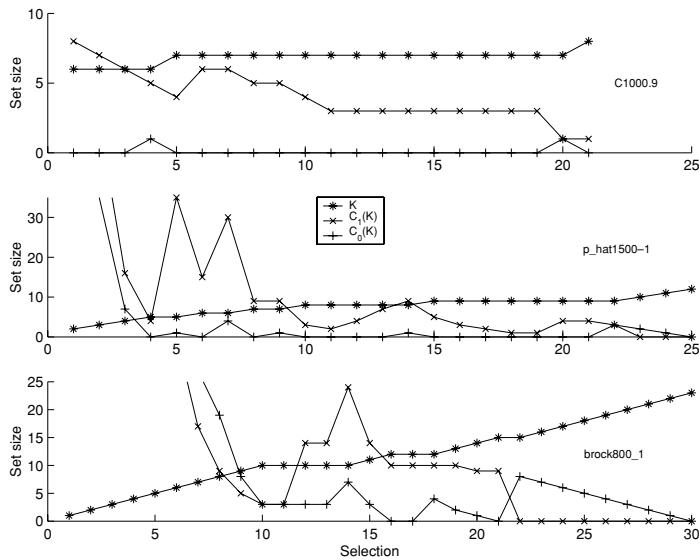 10
5
0
Set size
C1000.9
0 5 10 15 20 25
30
20
10
0
Set size
K
C₁(K)
C₀(K)
p_hat1500–1
0 5 10 15 20 25
25
20
15
10
5
0
Set size
brock800_1
0 5 10 15 20 25 30
Selection